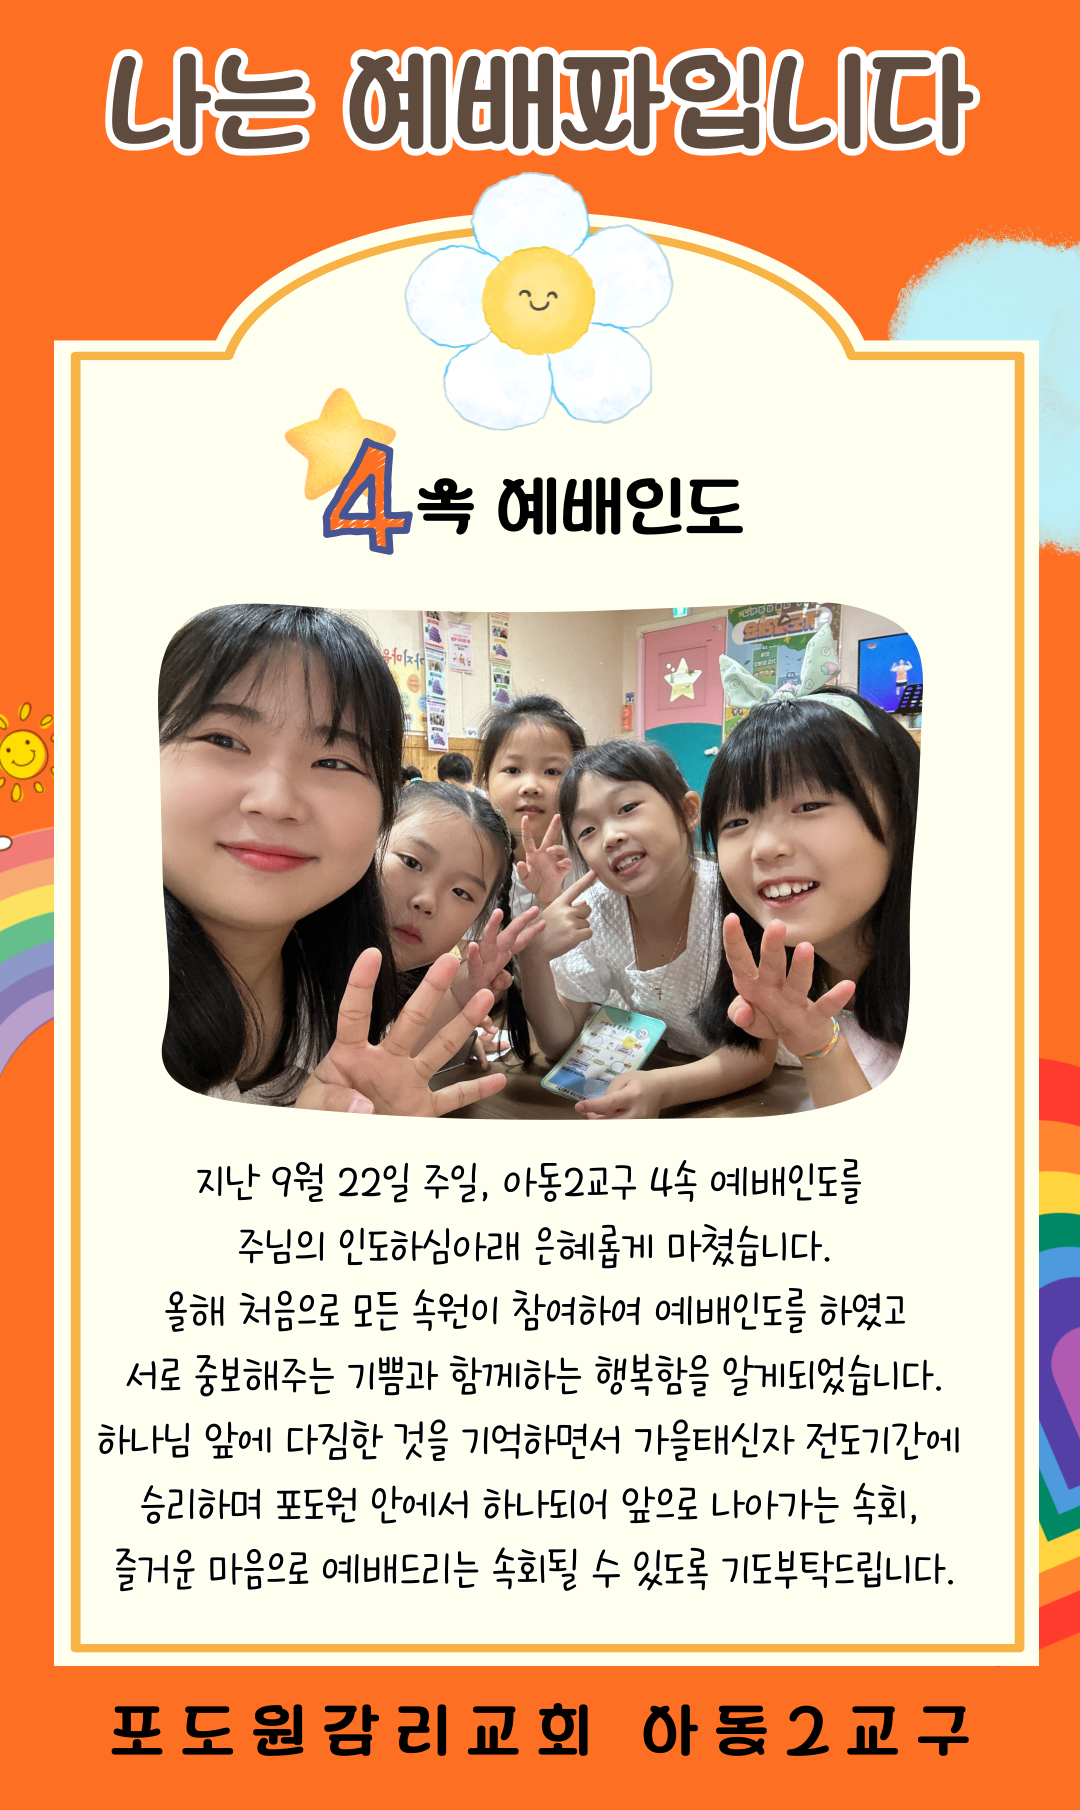 나는 예배파입니다
4속 예배인도
지난 9월 22일 주일, 아동2교구 4속 예배인도를
주님의 인도하심아래 은혜롭게 마쳤습니다.
올해 처음으로 모든 속원이 참여하여 예배인도를 하였고
서로 중보해주는 기쁨과 함께하는 행복함을 알게되었습니다.
하나님 앞에 다짐한 것을 기억하면서 가을태신자 전도기간에
승리하며 포도원 안에서 하나되어 앞으로 나아가는 속회,
즐거운 마음으로 예배드리는 속회될 수 있도록 기도부탁드립니다.
포도원감리교회 아동2교구